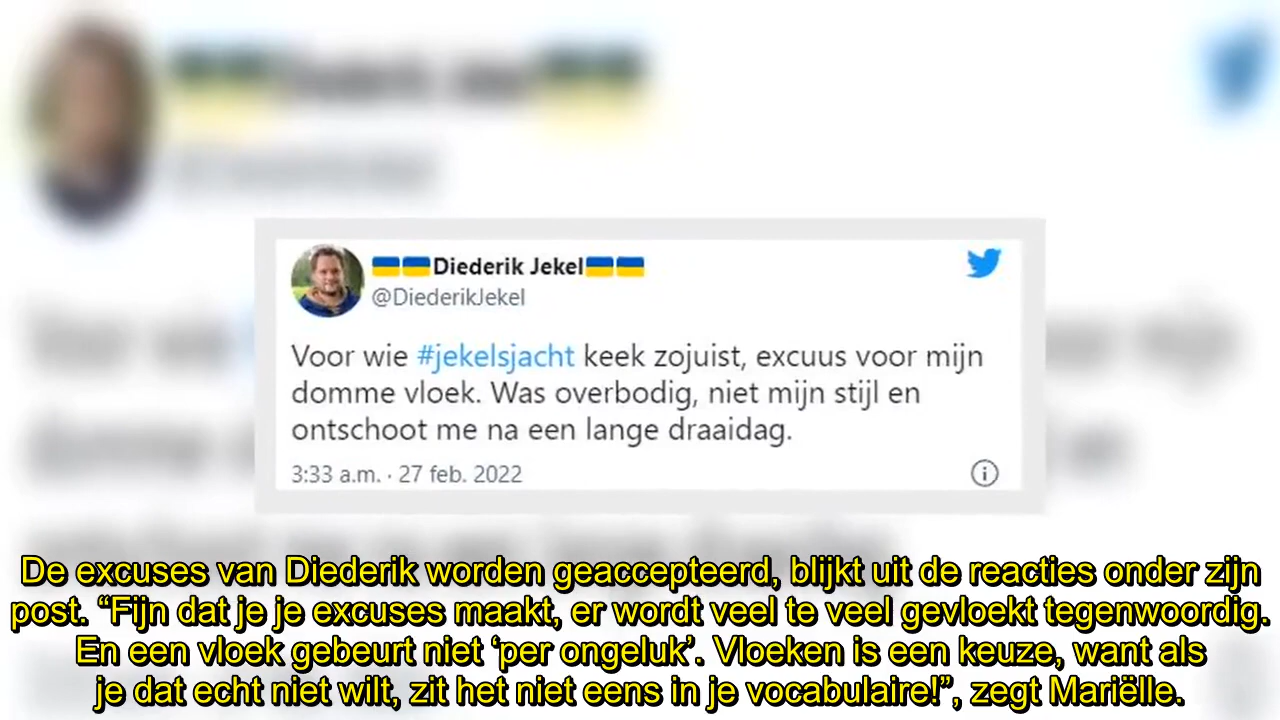 Diederik Jekel
@DiederikJekel
Voor wie #jekelsjacht keek zojuist, excuus voor mijn
domme vloek. Was overbodig, niet mijn stijl en
ontschoot me na een lange draaidag.
3:33 a.m. · 27 feb. 2022
De excuses van Diederik worden geaccepteerd, blijkt uit de reacties onder zijn
post. “Fijn dat je je excuses maakt, er wordt veel te veel gevloekt tegenwoordig.
En een vloek gebeurt niet ‘per ongeluk’. Vloeken is een keuze, want als
je dat echt niet wilt, zit het niet eens in je vocabulaire!”, zegt Mariëlle.